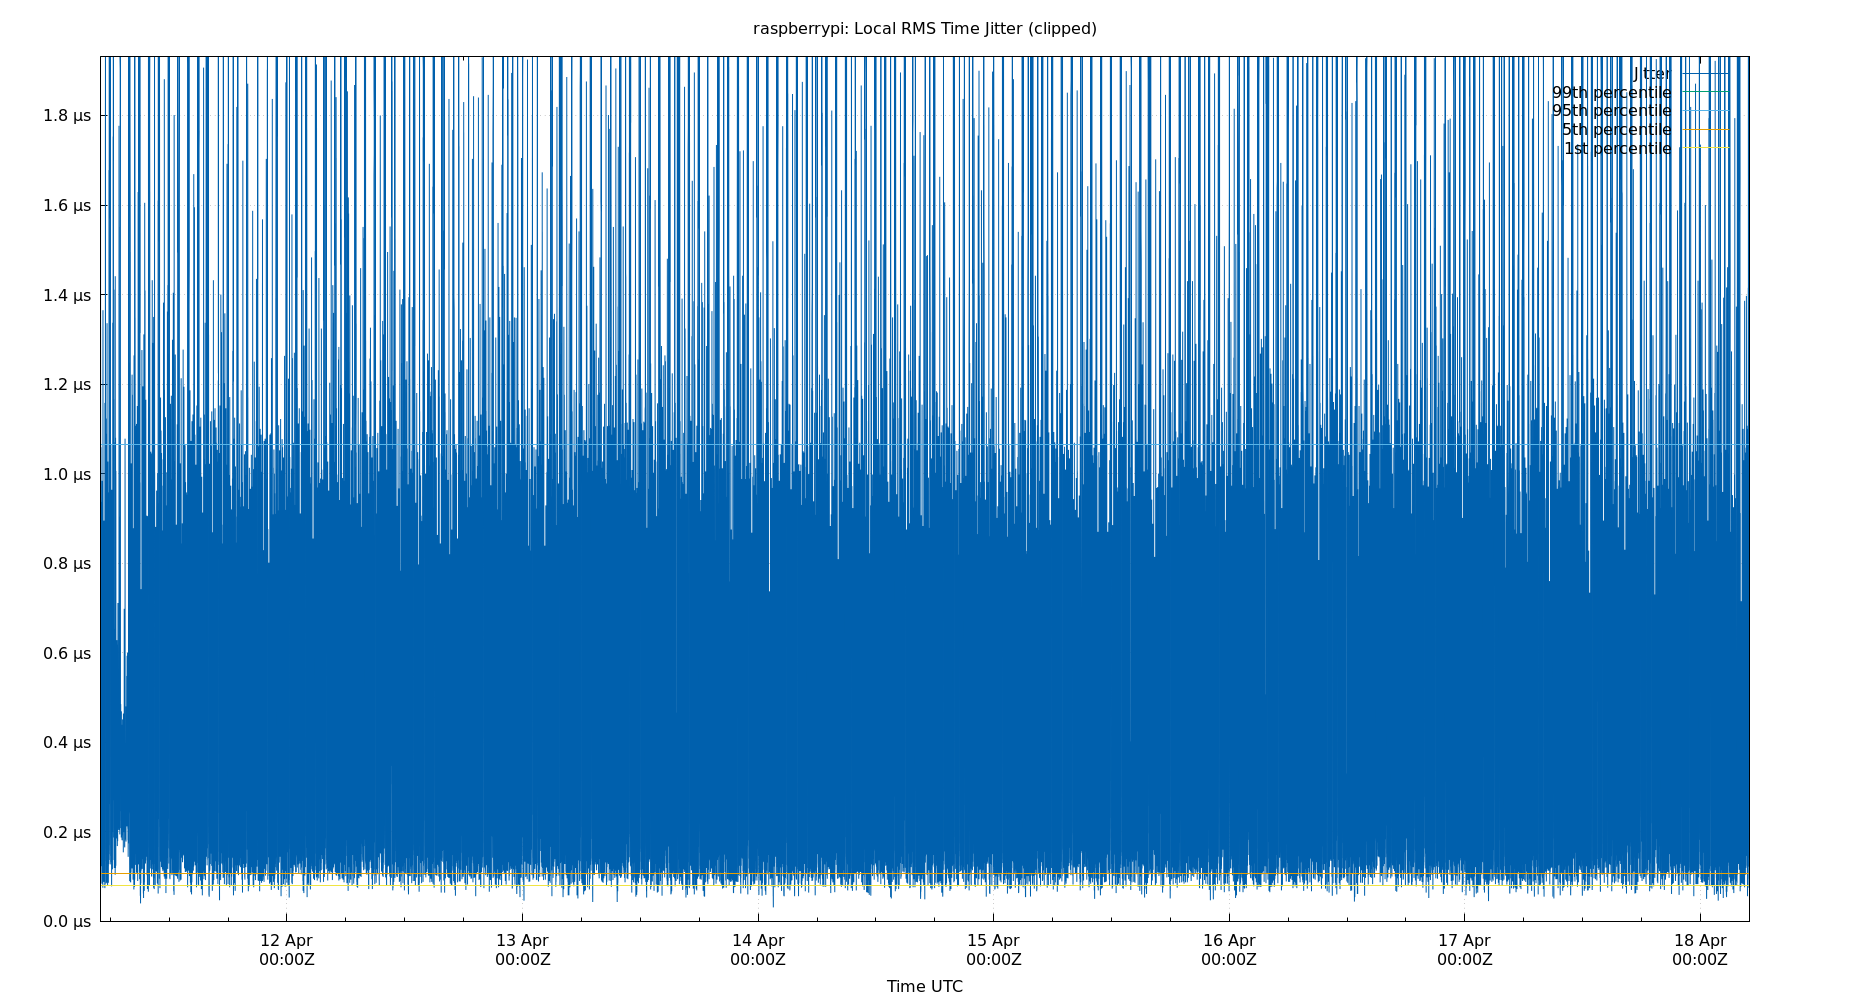 raspberrypi: Local RMS Time Jitter (clipped)
Jitter
99th percentile
95th percentile
5th percentile
1st percentile
1.8 µs
1.6 µs
1.4 µs
1.2 µs
1.0 µs
0.8 µs
0.6 µs
0.4 µs
0.2 µs
0.0 µs
12 Apr 13 Apr 14 Apr 15 Apr 16 Apr 17 Apr 18 Apr
00:00Z 00:00Z 00:00Z 00:00Z 00:00Z 00:00Z 00:00Z
Time UTC